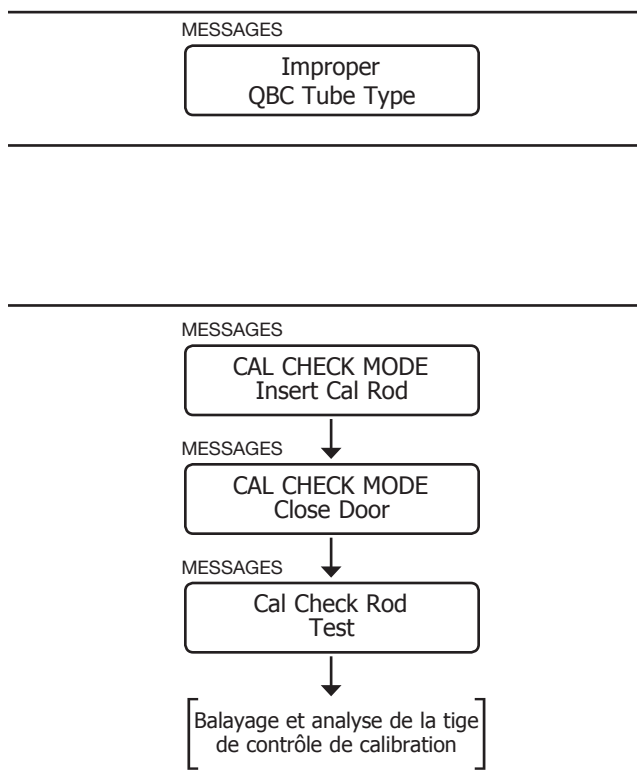 MESSAGES
Improper
QBC Tube Type
MESSAGES
CAL CHECK MODE
Insert Cal Rod
MESSAGES
CAL CHECK MODE
Close Door
MESSAGES
Cal Check Rod
Test
Balayage et analyse de la tige
de contrôle de calibration